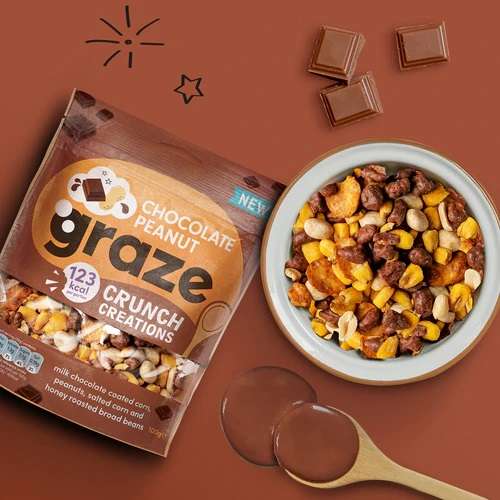 NEW
CHOCOLATE
PEANUT
graze
123
kcal
CRUNCH
CREATIONS
milk chocolate coated corn,
peanuts, salted corn and
honey roasted broad beans